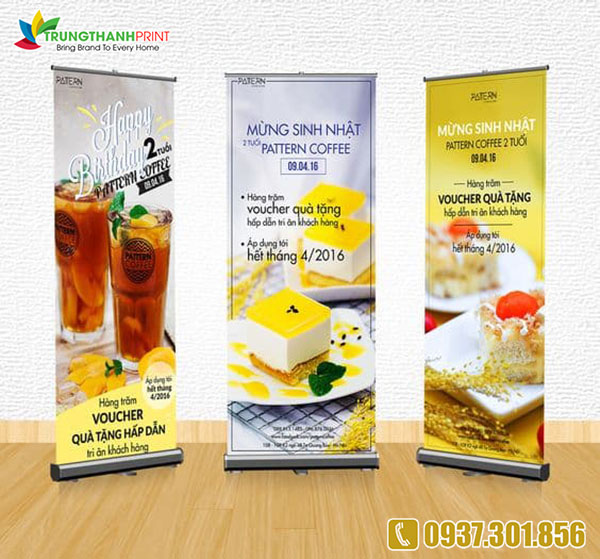 TRUNGTHANHPRINT
Bring Brand To Every Home
PATTERN
Happy
Birthday 2 TUỔI
PATTERN COFFEE
09.04.16
PATTERN
COFFEE
Áp dụng tới
hết tháng
4/2016
Hàng trăm
VOUCHER
QUÀ TẶNG HẤP DẪN
tri ân khách hàng
PATTERN
MỪNG SINH NHẬT
2 TUỔI PATTERN COFFEE
09.04.16
• Hàng trăm
voucher quà tặng
hấp dẫn tri ân khách hàng
• Áp dụng tới
hết tháng 4/2016
PATTERN
MỪNG SINH NHẬT
PATTERN COFFEE 2 TUỔI
09.04.16
Hàng trăm
VOUCHER QUÀ TẶNG
hấp dẫn tri ân khách hàng
Áp dụng tới
hết tháng 4/2016
0937.301.856